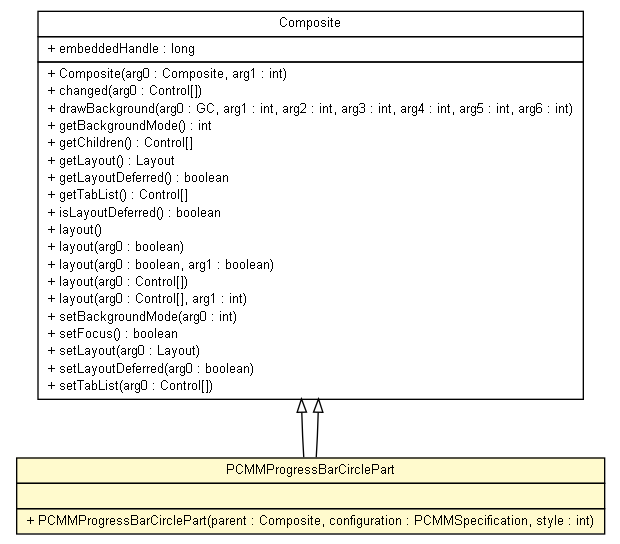 Composite
+ embeddedHandle : long
+ Composite(arg0 : Composite, arg1 : int)
+ changed(arg0 : Control[])
+ drawBackground(arg0 : GC, arg1 : int, arg2 : int, arg3 : int, arg4 : int, arg5 : int, arg6 : int)
+ getBackgroundMode() : int
+ getChildren() : Control[]
+ getLayout() : Layout
+ getLayoutDeferred() : boolean
+ getTabList() : Control[]
+ isLayoutDeferred() : boolean
+ layout()
+ layout(arg0 : boolean)
+ layout(arg0 : boolean, arg1 : boolean)
+ layout(arg0 : Control[])
+ layout(arg0 : Control[], arg1 : int)
+ setBackgroundMode(arg0 : int)
+ setFocus() : boolean
+ setLayout(arg0 : Layout)
+ setLayoutDeferred(arg0 : boolean)
+ setTabList(arg0 : Control[])
PCMMProgressBarCirclePart
+ PCMMProgressBarCirclePart(parent : Composite, configuration : PCMMSpecification, style : int)